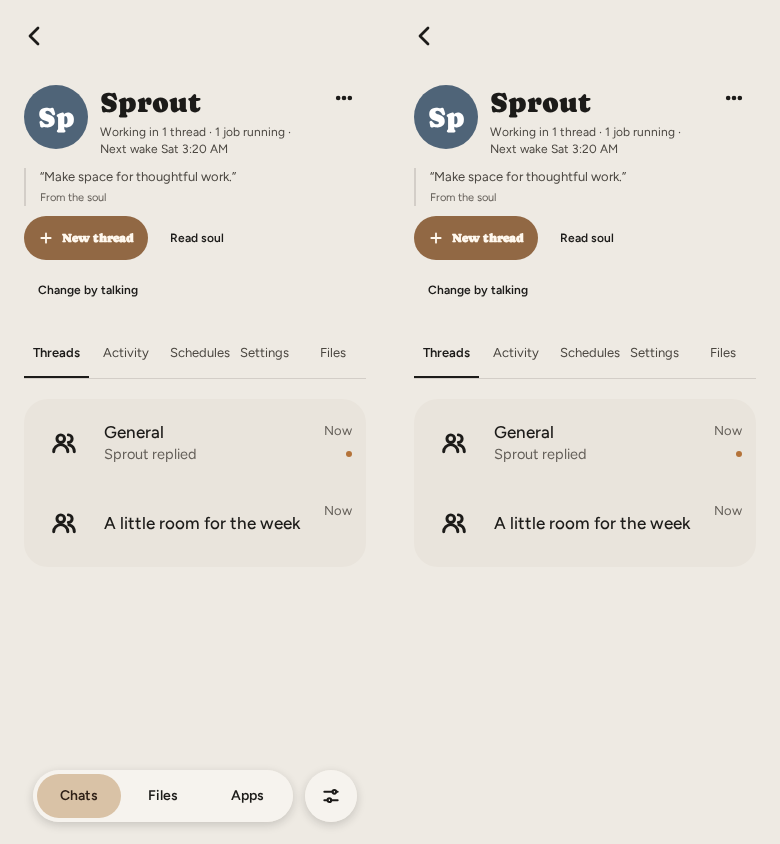 Sp
Sprout
Working in 1 thread · 1 job running ·
Next wake Sat 3:20 AM
“Make space for thoughtful work.”
From the soul
New thread
Read soul
Change by talking
Threads Activity Schedules Settings Files
General Now
Sprout replied
A little room for the week Now
Chats Files Apps
Sp
Sprout
Working in 1 thread · 1 job running ·
Next wake Sat 3:20 AM
“Make space for thoughtful work.”
From the soul
New thread
Read soul
Change by talking
Threads Activity Schedules Settings Files
General Now
Sprout replied
A little room for the week Now